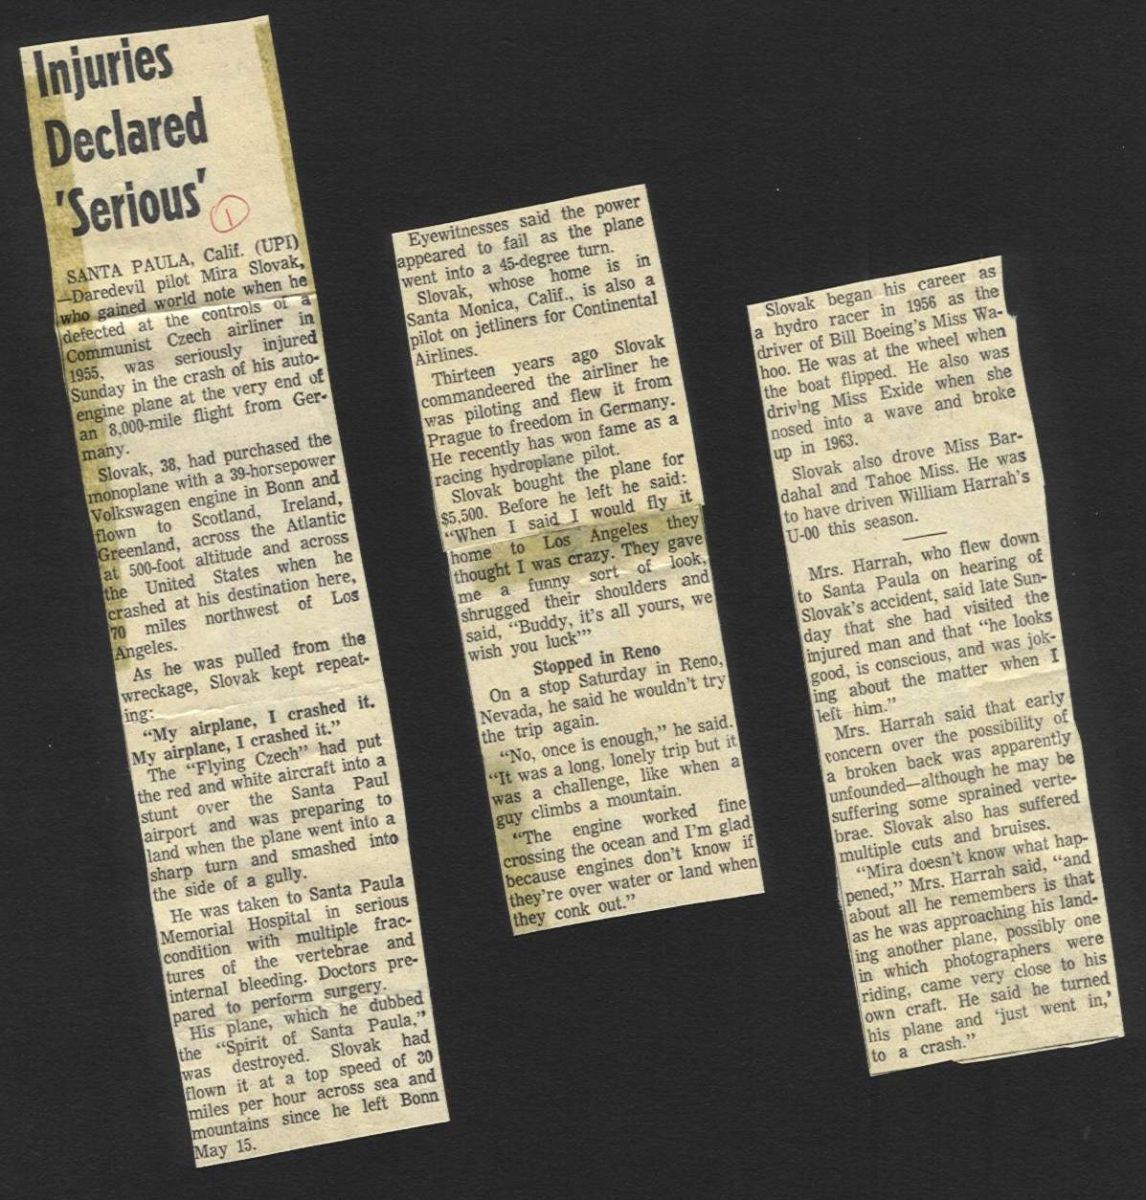 Injuries
Declared
'Serious'
1
SANTA PAULA, Calif. (UPI)
—Daredevil pilot Mira Slovak,
who gained world note when he
defected at the controls of a
Communist Czech airliner in
1955, was seriously injured
Sunday in the crash of his auto-
engine plane at the very end of
an 8,000-mile flight from Ger-
many.
Slovak, 38, had purchased the
monoplane with a 39-horsepower
Volkswagen engine in Bonn and
flown to Scotland, Ireland,
Greenland, across the Atlantic
at 500-foot altitude and across
the United States when he
crashed at his destination here,
70 miles northwest of Los
Angeles.
As he was pulled from the
wreckage, Slovak kept repeat-
ing:
“My airplane, I crashed it.
My airplane, I crashed it.”
The “Flying Czech” had put
the red and white aircraft into a
stunt over the Santa Paul
airport and was preparing to
land when the plane went into a
sharp turn and smashed into
the side of a gully.
He was taken to Santa Paula
Memorial Hospital in serious
condition with multiple frac-
tures of the vertebrae and
internal bleeding. Doctors pre-
pared to perform surgery.
His plane, which he dubbed
the “Spirit of Santa Paula,”
was destroyed. Slovak had
flown it at a top speed of 80
miles per hour across sea and
mountains since he left Bonn
May 15.
Eyewitnesses said the power
appeared to fail as the plane
went into a 45-degree turn.
Slovak, whose home is in
Santa Monica, Calif., is also a
pilot on jetliners for Continental
Airlines.
Thirteen years ago Slovak
commandeered the airliner he
was piloting and flew it from
Prague to freedom in Germany.
He recently has won fame as a
racing hydroplane pilot.
Slovak bought the plane for
$5,500. Before he left he said:
“When I said I would fly it
home to Los Angeles they
thought I was crazy. They gave
me a funny sort of look,
shrugged their shoulders and
said, “Buddy, it's all yours, we
wish you luck’”
Stopped in Reno
On a stop Saturday in Reno,
Nevada, he said he wouldn't try
the trip again.
“No, once is enough,” he said.
“It was a long, lonely trip but it
was a challenge, like when a
guy climbs a mountain.
“The engine worked fine
crossing the ocean and I'm glad
because engines don't know if
they're over water or land when
they conk out.”
Slovak began his career as
a hydro racer in 1956 as the
driver of Bill Boeing's Miss Wa-
hoo. He was at the wheel when
the boat flipped. He also was
driving Miss Exide when she
nosed into a wave and broke
up in 1963.
Slovak also drove Miss Bar-
dahal and Tahoe Miss. He was
to have driven William Harrah's
U-00 this season.
Mrs. Harrah, who flew down
to Santa Paula on hearing of
Slovak's accident, said late Sun-
day that she had visited the
injured man and that “he looks
good, is conscious, and was jok-
ing about the matter when I
left him.”
Mrs. Harrah said that early
concern over the possibility of
a broken back was apparently
unfounded—although he may be
suffering some sprained verte-
brae. Slovak also has suffered
multiple cuts and bruises.
“Mira doesn't know what hap-
pened,” Mrs. Harrah said, “and
about all he remembers is that
as he was approaching his land-
ing another plane, possibly one
in which photographers were
riding, came very close to his
own craft. He said he turned
his plane and ‘just went in,’
to a crash.”